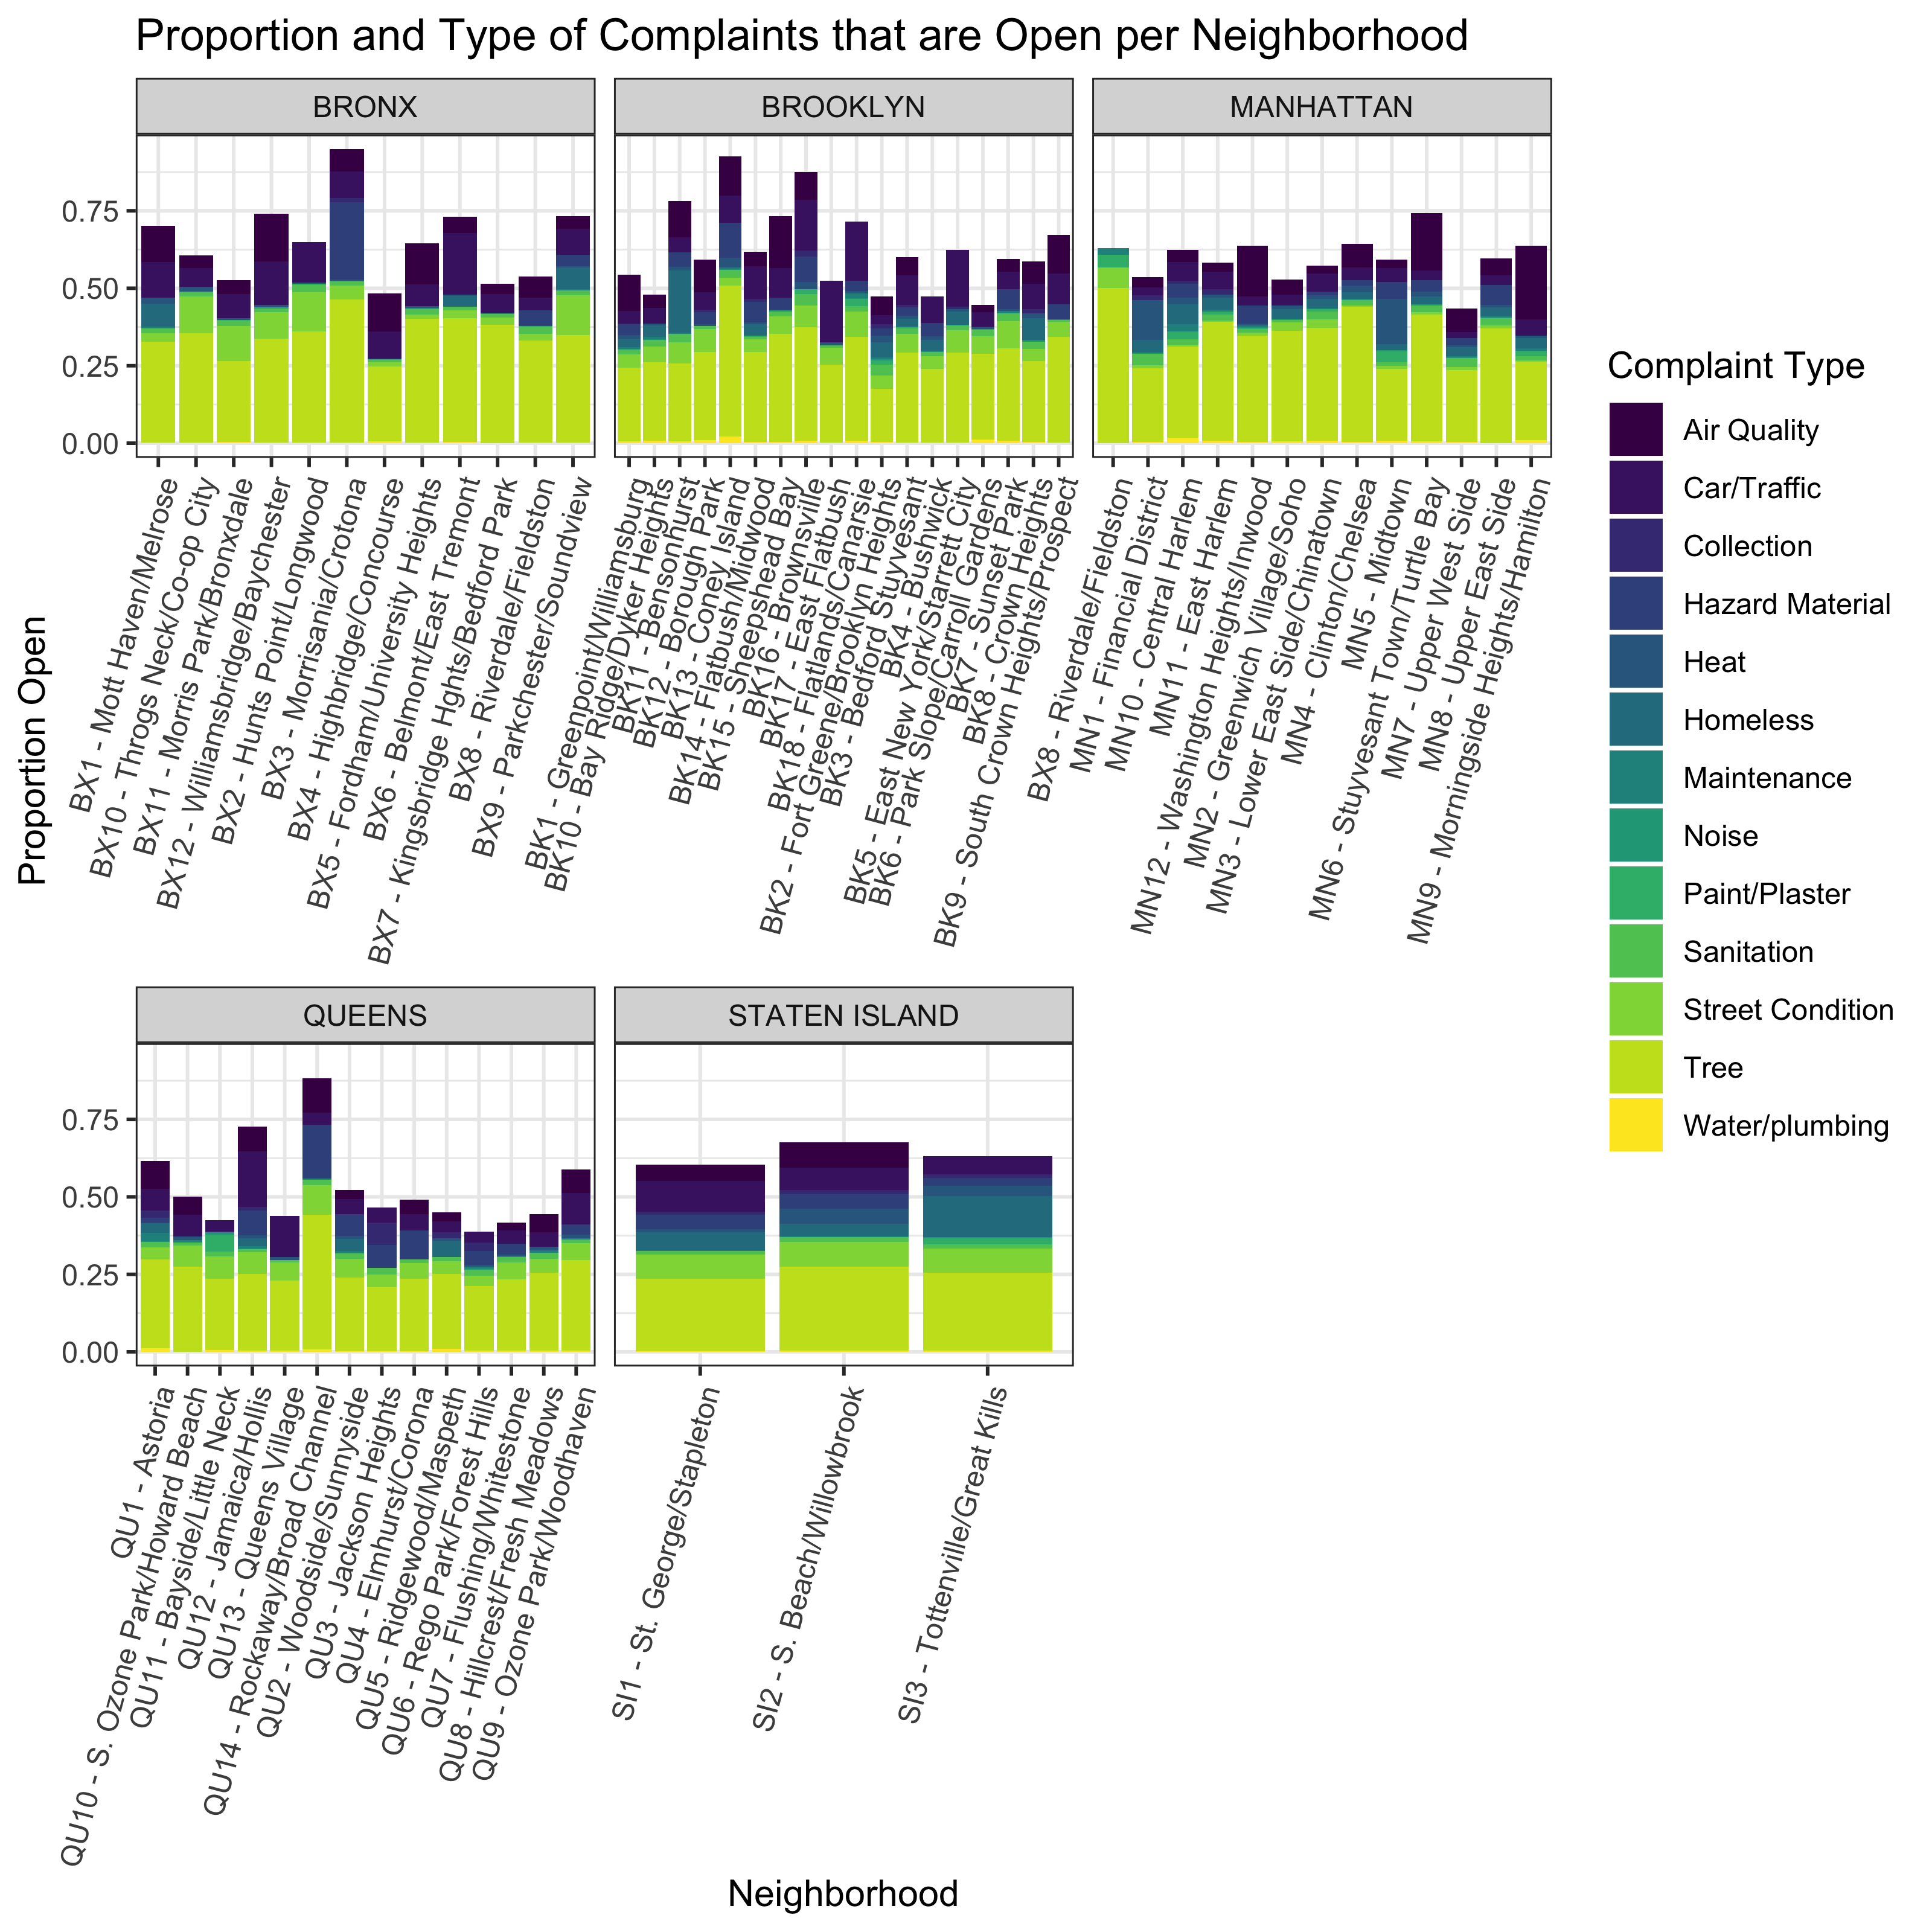 Proportion and Type of Complaints that are Open per Neighborhood
BRONX
BROOKLYN
MANHATTAN
Proportion Open
0.75
0.50
0.25
0.00
BX1 - Mott Haven/Melrose
BX10 - Throgs Neck/Co-op City
BX11 - Morris Park/Bronxdale
BX12 - Williamsbridge/Baychester
BX2 - Hunts Point/Longwood
BX3 - Morrisania/Crotona
BX4 - Highbridge/Concourse
BX5 - Fordham/University Heights
BX6 - Belmont/East Tremont
BX7 - Kingsbridge Hghts/Bedford Park
BX8 - Riverdale/Fieldston
BX9 - Parkchester/Soundview
BK1 - Greenpoint/Williamsburg
BK10 - Bay Ridge/Dyker Heights
BK11 - Bensonhurst
BK12 - Borough Park
BK13 - Coney Island
BK14 - Flatbush/Midwood
BK15 - Sheepshead Bay
BK16 - Brownsville
BK17 - East Flatbush
BK18 - Flatlands/Canarsie
BK2 - Fort Greene/Brooklyn Heights
BK3 - Bedford Stuyvesant
BK4 - Bushwick
BK5 - East New York/Starrett City
BK6 - Park Slope/Carroll Gardens
BK7 - Sunset Park
BK8 - Crown Heights
BK9 - South Crown Heights/Prospect
BX8 - Riverdale/Fieldston
MN1 - Financial District
MN10 - Central Harlem
MN11 - East Harlem
MN12 - Washington Heights/Inwood
MN2 - Greenwich Village/Soho
MN3 - Lower East Side/Chinatown
MN4 - Clinton/Chelsea
MN5 - Midtown
MN6 - Stuyvesant Town/Turtle Bay
MN7 - Upper West Side
MN8 - Upper East Side
MN9 - Morningside Heights/Hamilton
QUEENS
STATEN ISLAND
0.75
0.50
0.25
0.00
QU1 - Astoria
QU10 - S. Ozone Park/Howard Beach
QU11 - Bayside/Little Neck
QU12 - Jamaica/Hollis
QU13 - Queens Village
QU14 - Rockaway/Broad Channel
QU2 - Woodside/Sunnyside
QU3 - Jackson Heights
QU4 - Elmhurst/Corona
QU5 - Ridgewood/Maspeth
QU6 - Rego Park/Forest Hills
QU7 - Flushing/Whitestone
QU8 - Hillcrest/Fresh Meadows
QU9 - Ozone Park/Woodhaven
SI1 - St. George/Stapleton
SI2 - S. Beach/Willowbrook
SI3 - Tottenville/Great Kills
Neighborhood
Complaint Type
Air Quality
Car/Traffic
Collection
Hazard Material
Heat
Homeless
Maintenance
Noise
Paint/Plaster
Sanitation
Street Condition
Tree
Water/plumbing